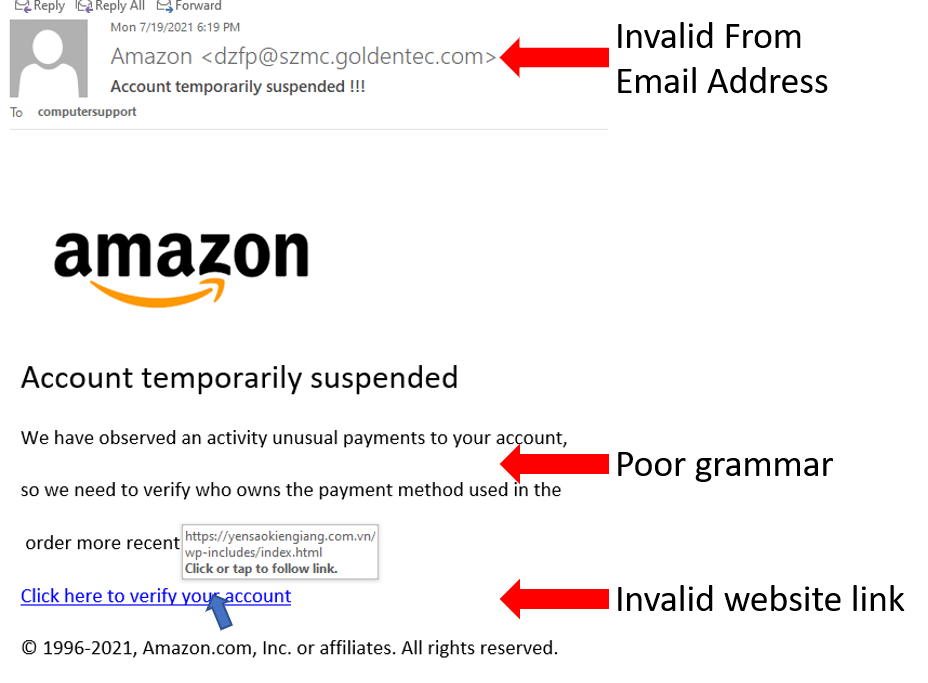 Reply Reply All Forward
Mon 7/19/2021 6:19 PM
Amazon <dzfp@szmc.goldentec.com>
Account temporarily suspended !!!
To computersupport
Invalid From
Email Address
amazon
Account temporarily suspended
We have observed an activity unusual payments to your account,
Poor grammar
so we need to verify who owns the payment method used in the
order more recent
https://yensaokiengiang.com.vn/
wp-includes/index.html
Click or tap to follow link.
Click here to verify your account
Invalid website link
© 1996-2021, Amazon.com, Inc. or affiliates. All rights reserved.